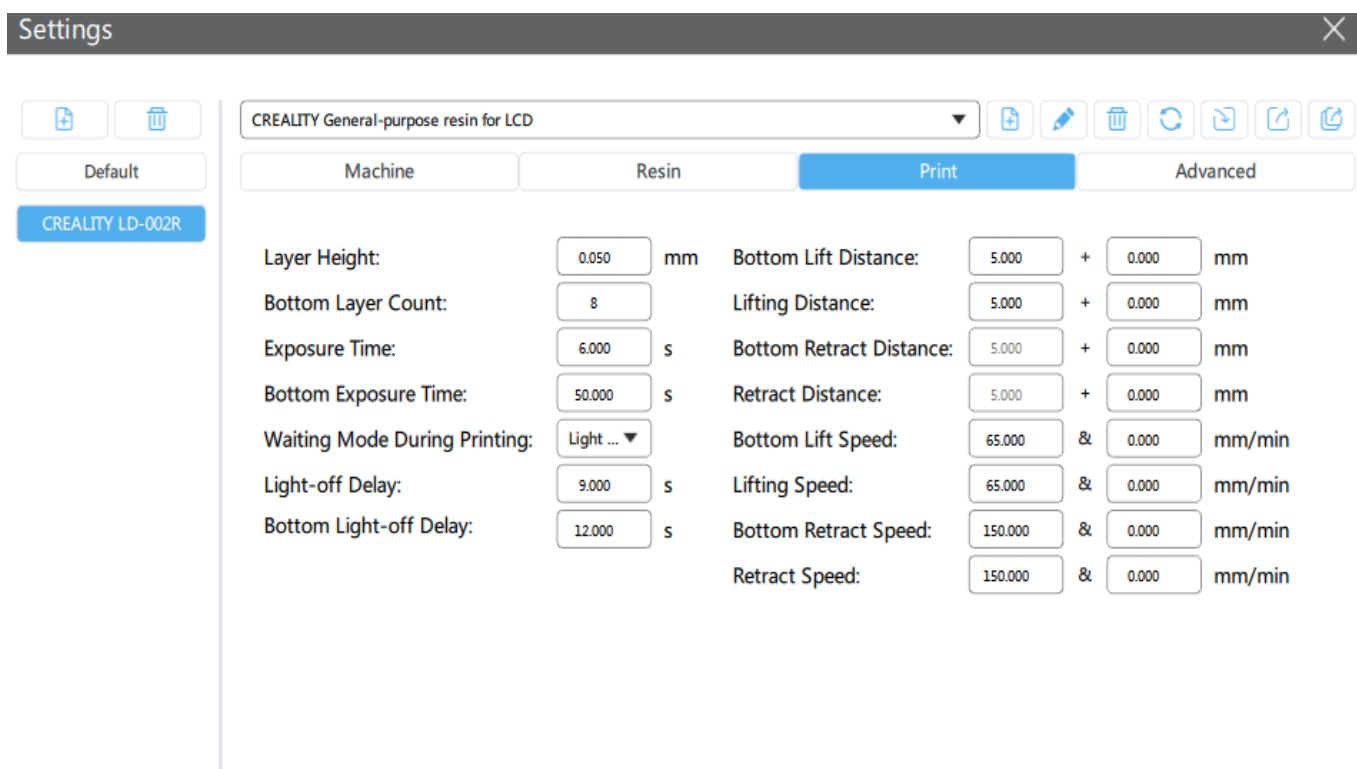 Settings
CREALITY General-purpose resin for LCD
Default
Machine Resin Print Advanced
CREALITY LD-002R
Layer Height: 0.050 mm Bottom Lift Distance: 5.000 + 0.000 mm
Bottom Layer Count: 8 Lifting Distance: 5.000 + 0.000 mm
Exposure Time: 6.000 s Bottom Retract Distance: 5.000 + 0.000 mm
Bottom Exposure Time: 50.000 s Retract Distance: 5.000 + 0.000 mm
Waiting Mode During Printing: Light ... Bottom Lift Speed: 65.000 & 0.000 mm/min
Light-off Delay: 9.000 s Lifting Speed: 65.000 & 0.000 mm/min
Bottom Light-off Delay: 12.000 s Bottom Retract Speed: 150.000 & 0.000 mm/min
Retract Speed: 150.000 & 0.000 mm/min